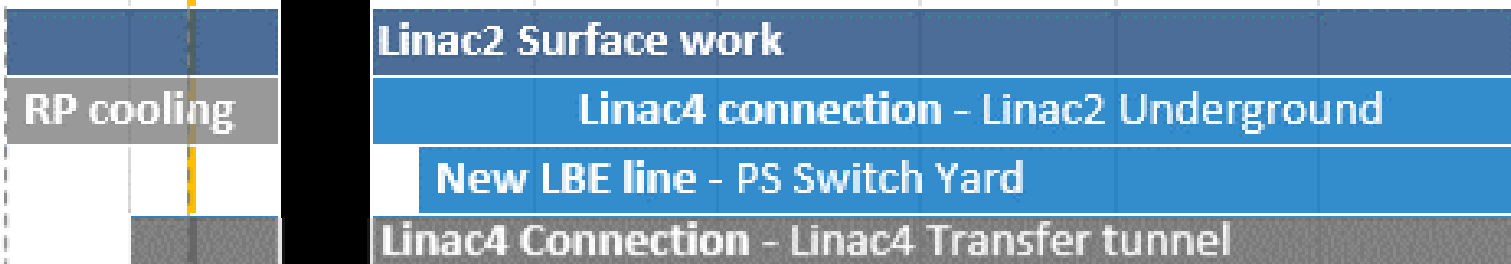 Linac2 Surface work
RP cooling
Linac4 connection - Linac2 Underground
New LBE line - PS Switch Yard
Linac4 Connection - Linac4 Transfer tunnel